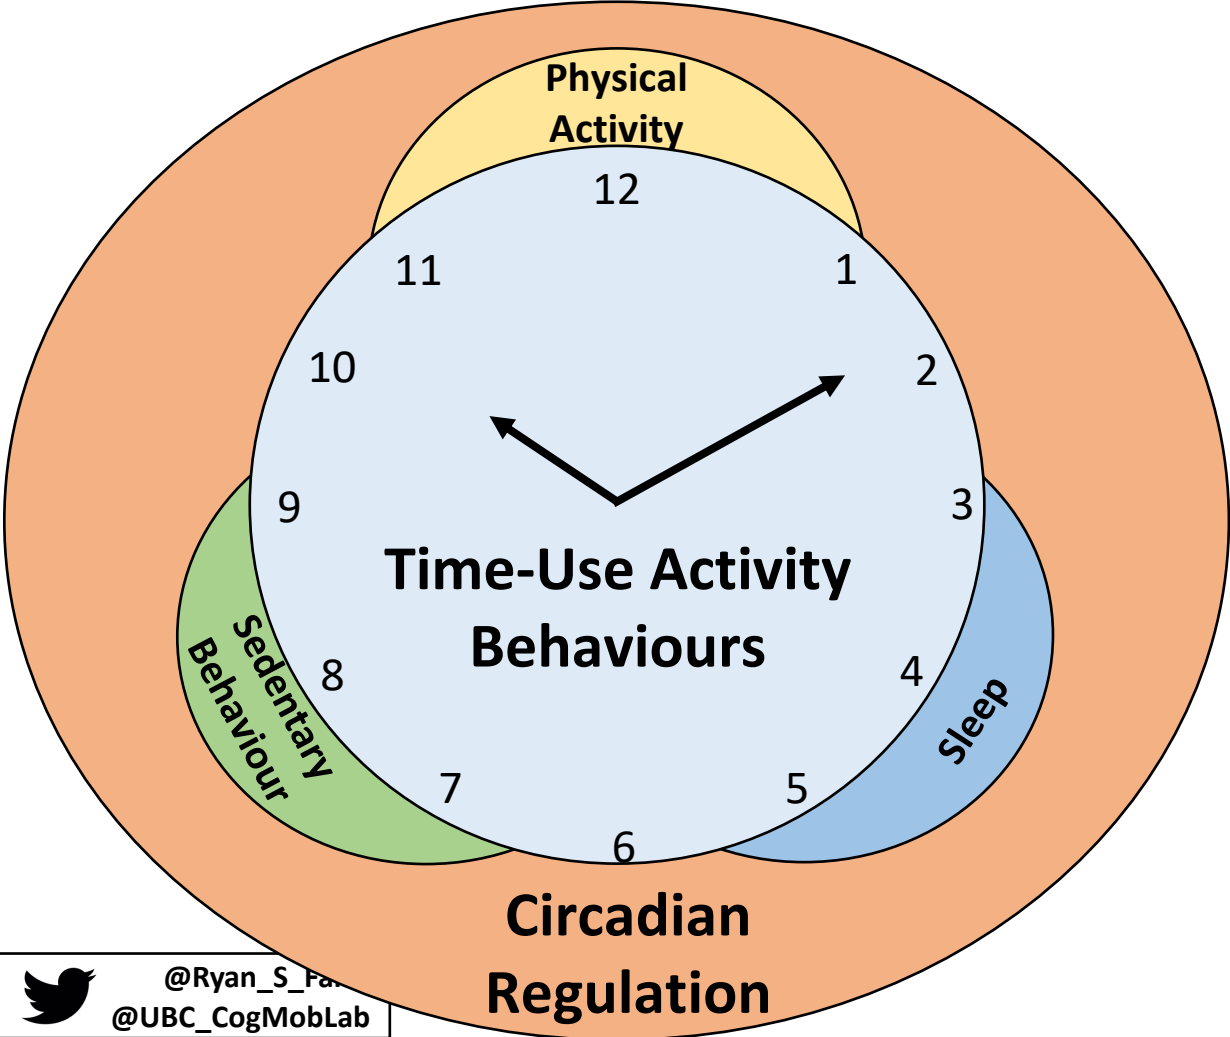 Physical
Activity
12
11
1
10
2
9
3
Time-Use Activity
Behaviours
Sedentary
Behaviour
8
4
Sleep
7
5
6
Circadian
Regulation
@UBC_CogMobLab